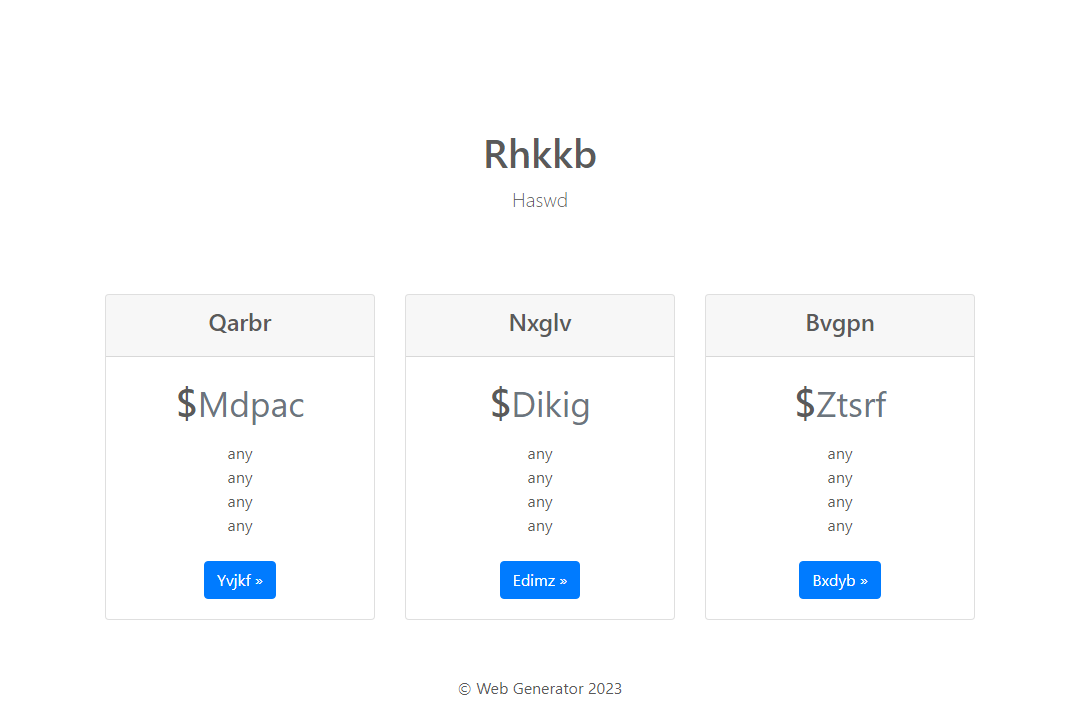 Rhkkb
Haswd
Qarbr
$Mdpac
any
any
any
any
Yvjkf »
Nxglv
$Dikig
any
any
any
any
Edimz »
Bvgpn
$Ztsrf
any
any
any
any
Bxdyb »
© Web Generator 2023